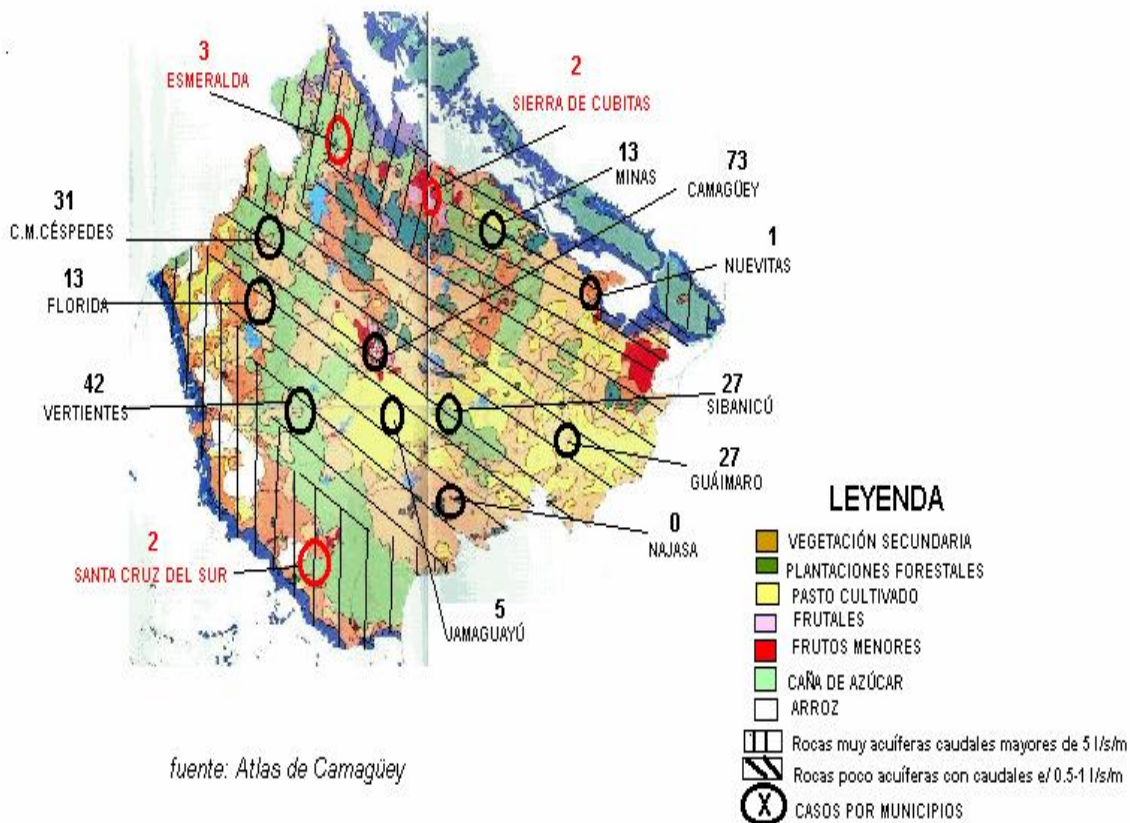 3
ESMERALDA
2
SIERRA DE CUBITAS
13
MINAS
73
CAMAGÜEY
31
C.M.CÉSPEDES
1
NUEVITAS
13
FLORIDA
42
VERTIENTES
27
SIBANICÚ
27
GUÁIMARO
0
NAJASA
2
SANTA CRUZ DEL SUR
5
JAMAGUAYÚ
LEYENDA
VEGETACIÓN SECUNDARIA
PLANTACIONES FORESTALES
PASTO CULTIVADO
FRUTALES
FRUTOS MENORES
CAÑA DE AZÚCAR
ARROZ
Rocas muy acuíferas caudales mayores de 5 l/s/m
Rocas poco acuíferas con caudales e/ 0.5-1 l/s/m
X CASOS POR MUNICIPIOS
fuente: Atlas de Camagüey